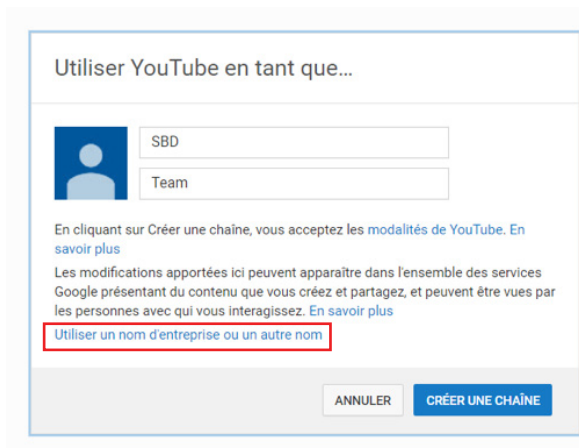 Utiliser YouTube en tant que...
SBD
Team
En cliquant sur Créer une chaîne, vous acceptez les modalités de YouTube. En
savoir plus
Les modifications apportées ici peuvent apparaître dans l'ensemble des services
Google présentant du contenu que vous créez et partagez, et peuvent être vues par
les personnes avec qui vous interagissez. En savoir plus
Utiliser un nom d'entreprise ou un autre nom
ANNULER CRÉER UNE CHAÎNE